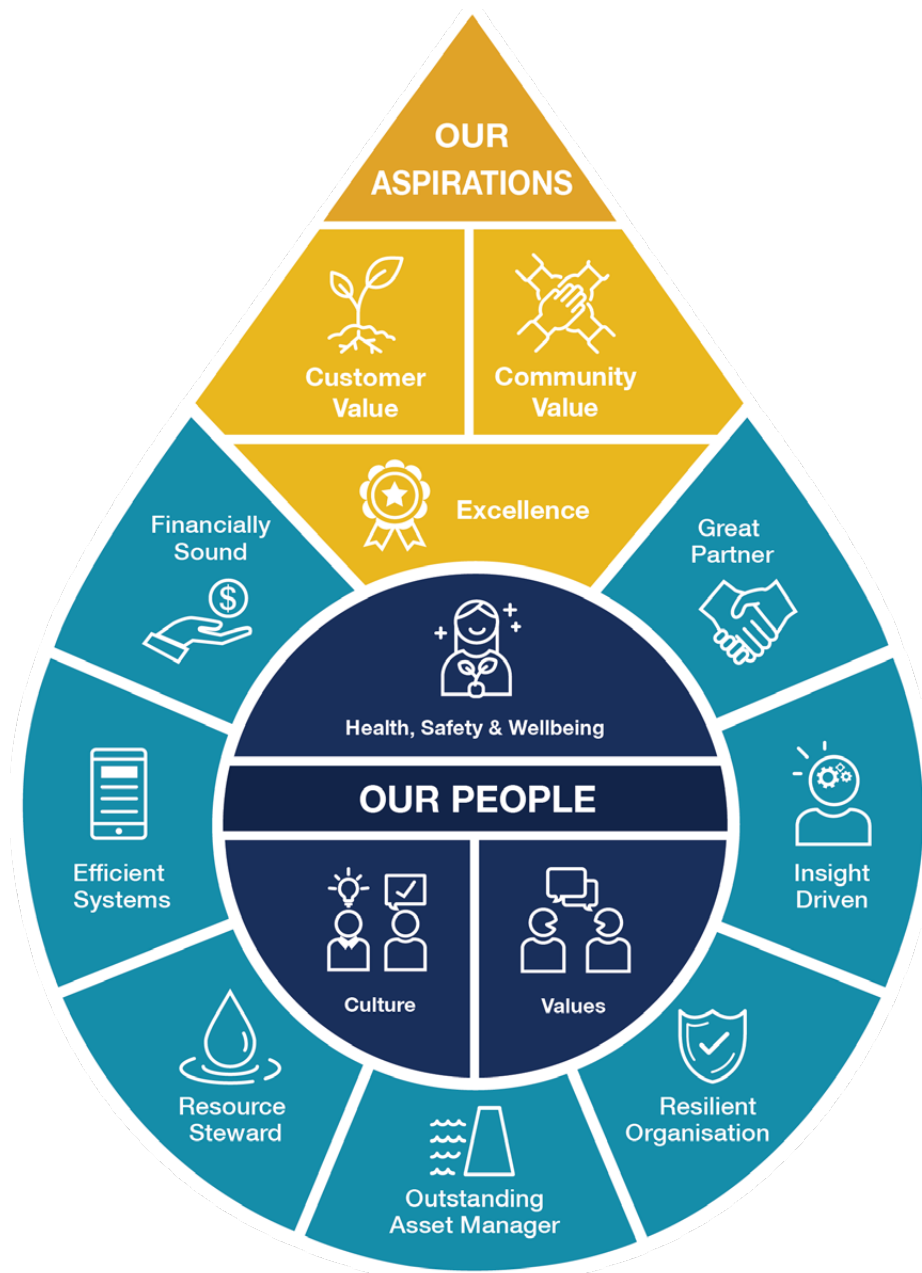 OUR
ASPIRATIONS
Customer
Value
Community
Value
Excellence
Financially
Sound
$
Great
Partner
Health, Safety & Wellbeing
OUR PEOPLE
Efficient
Systems
Insight
Driven
Culture
Values
Resource
Steward
Resilient
Organisation
Outstanding
Asset Manager